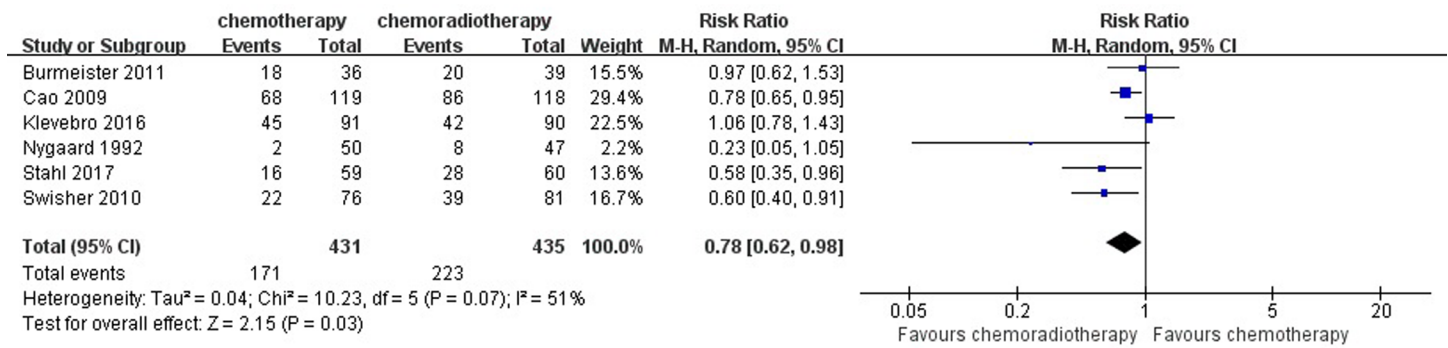 chemotherapy chemoradiotherapy Risk Ratio Risk Ratio
Study or Subgroup Events Total Events Total Weight M-H, Random, 95% CI M-H, Random, 95% CI
Burmeister 2011 18 36 20 39 15.5% 0.97 [0.62, 1.53]
Cao 2009 68 119 86 118 29.4% 0.78 [0.65, 0.95]
Klevebro 2016 45 91 42 90 22.5% 1.06 [0.78, 1.43]
Nygaard 1992 2 50 8 47 2.2% 0.23 [0.05, 1.05]
Stahl 2017 16 59 28 60 13.6% 0.58 [0.35, 0.96]
Swisher 2010 22 76 39 81 16.7% 0.60 [0.40, 0.91]
Total (95% CI) 431 435 100.0% 0.78 [0.62, 0.98]
Total events 171 223
Heterogeneity: Tau² = 0.04; Chi² = 10.23, df = 5 (P = 0.07); I² = 51%
Test for overall effect: Z = 2.15 (P = 0.03)
0.05 0.2 1 5 20
Favours chemoradiotherapy Favours chemotherapy